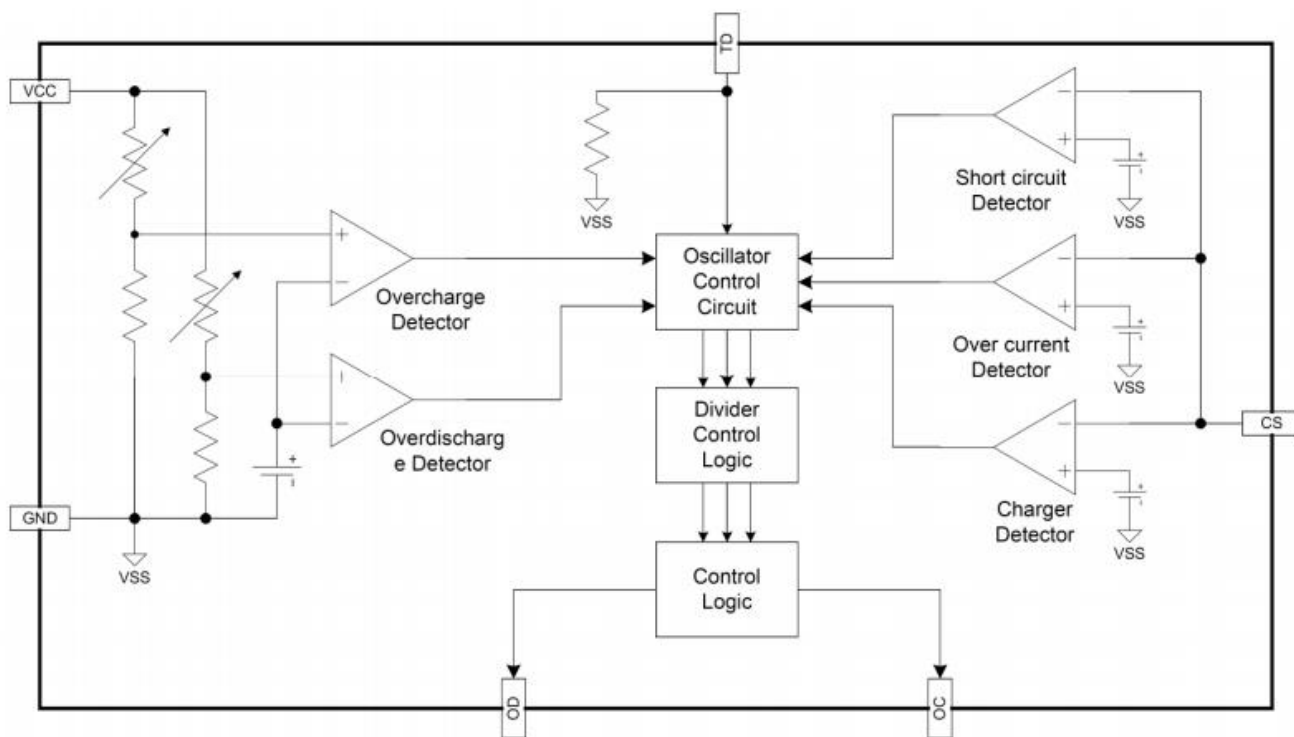 TD
VCC
VSS
Short circuit
Detector
VSS
Oscillator
Control
Circuit
Overcharge
Detector
Over current
Detector
VSS
Divider
Control
Logic
Overdischarg
e Detector
CS
GND
VSS
Charger
Detector
VSS
Control
Logic
OD
OC